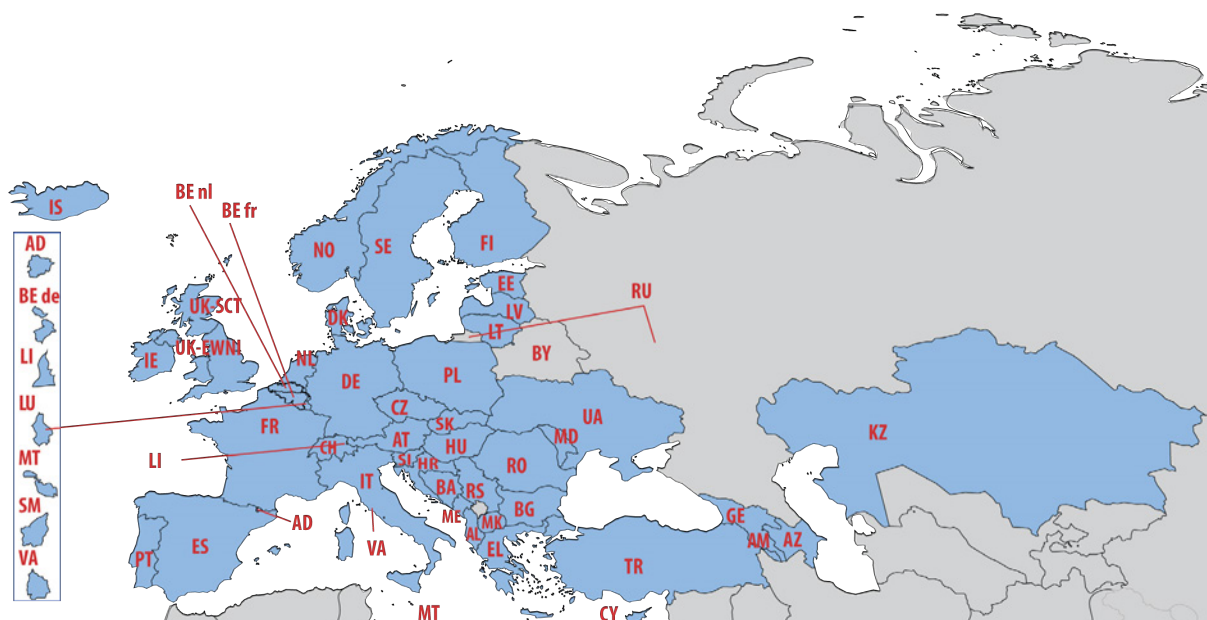 BE nl
BE fr
IS
AD
BE de
LI
LU
MT
SM
VA
NO
SE
FI
EE
LV
LT
RU
BY
UK-SCT
UK-EWNI
IE
DK
NL
DE
PL
CZ
SK
UA
MD
KZ
FR
LI
CH
AT
HU
SI
HR
RO
IT
BA
RS
BG
ME
MK
AL
EL
AD
VA
PT
ES
GE
AM
AZ
TR
MT
CY